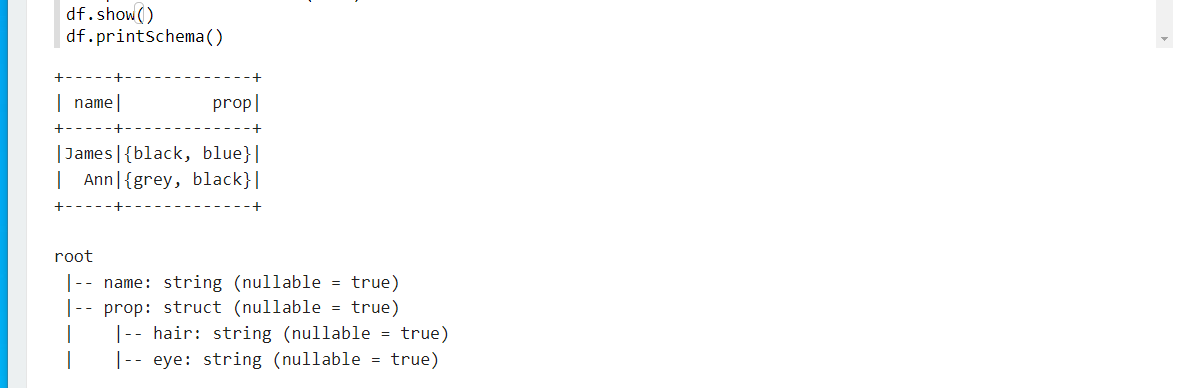 df.show()
df.printSchema()
+-----+-------------+
| name|         prop|
+-----+-------------+
|James|{black, blue}|
|  Ann|{grey, black}|
+-----+-------------+
root
 |-- name: string (nullable = true)
 |-- prop: struct (nullable = true)
 |    |-- hair: string (nullable = true)
 |    |-- eye: string (nullable = true)